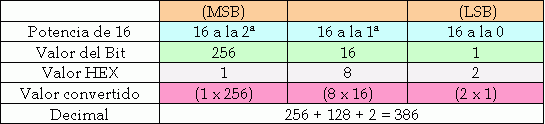 (MSB) (LSB)
Potencia de 16 16 a la 2ª 16 a la 1ª 16 a la 0
Valor del Bit 256 16 1
Valor HEX 1 8 2
Valor convertido (1 x 256) (8 x 16) (2 x 1)
Decimal 256 + 128 + 2 = 386